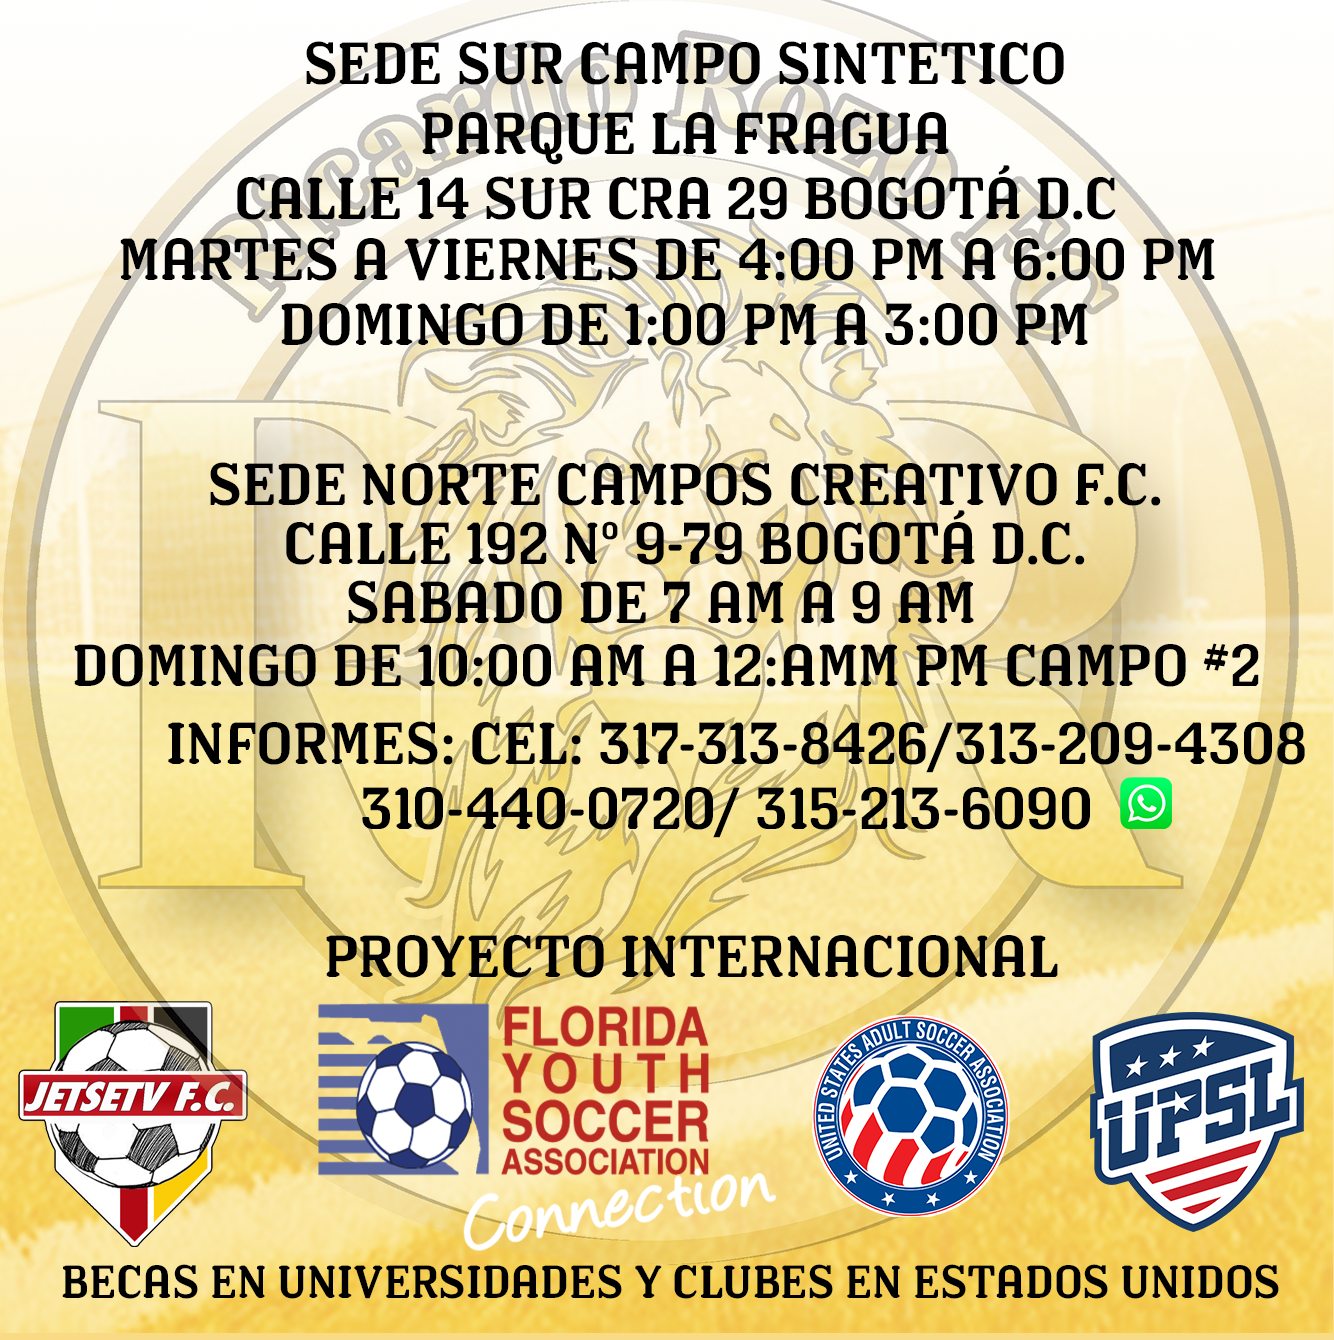 Ricardo Rozo F.C
SEDE SUR CAMPO SINTETICO
PARQUE LA FRAGUA
CALLE 14 SUR CRA 29 BOGOTÁ D.C
MARTES A VIERNES DE 4:00 PM A 6:00 PM
DOMINGO DE 1:00 PM A 3:00 PM
RR
SEDE NORTE CAMPOS CREATIVO F.C.
CALLE 192 Nº 9-79 BOGOTÁ D.C.
SABADO DE 7 AM A 9 AM
DOMINGO DE 10:00 AM A 12:AMM PM CAMPO #2
INFORMES: CEL: 317-313-8426/313-209-4308
310-440-0720/ 315-213-6090
PROYECTO INTERNACIONAL
JETSETV F.C.
FLORIDA
YOUTH
SOCCER
ASSOCIATION
Connection
UNITED STATES ADULT SOCCER ASSOCIATION
UPSL
BECAS EN UNIVERSIDADES Y CLUBES EN ESTADOS UNIDOS